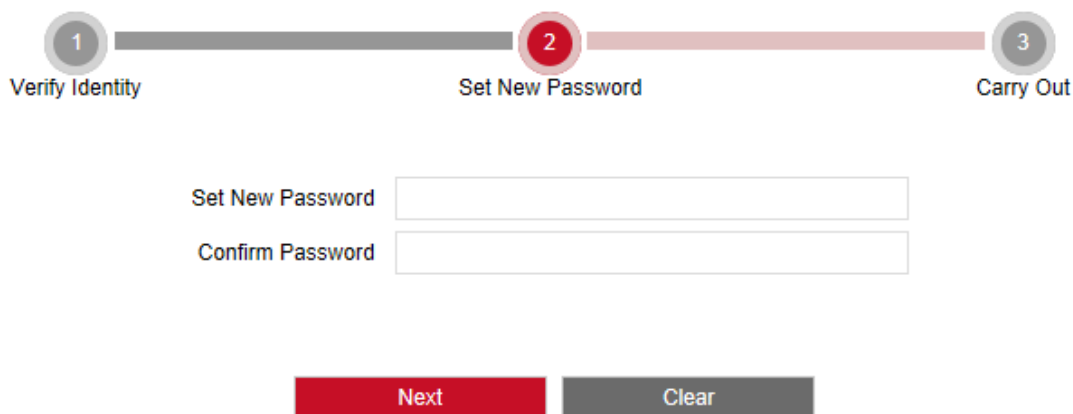 1 2 3
Verify Identity Set New Password Carry Out
Set New Password
Confirm Password
Next Clear